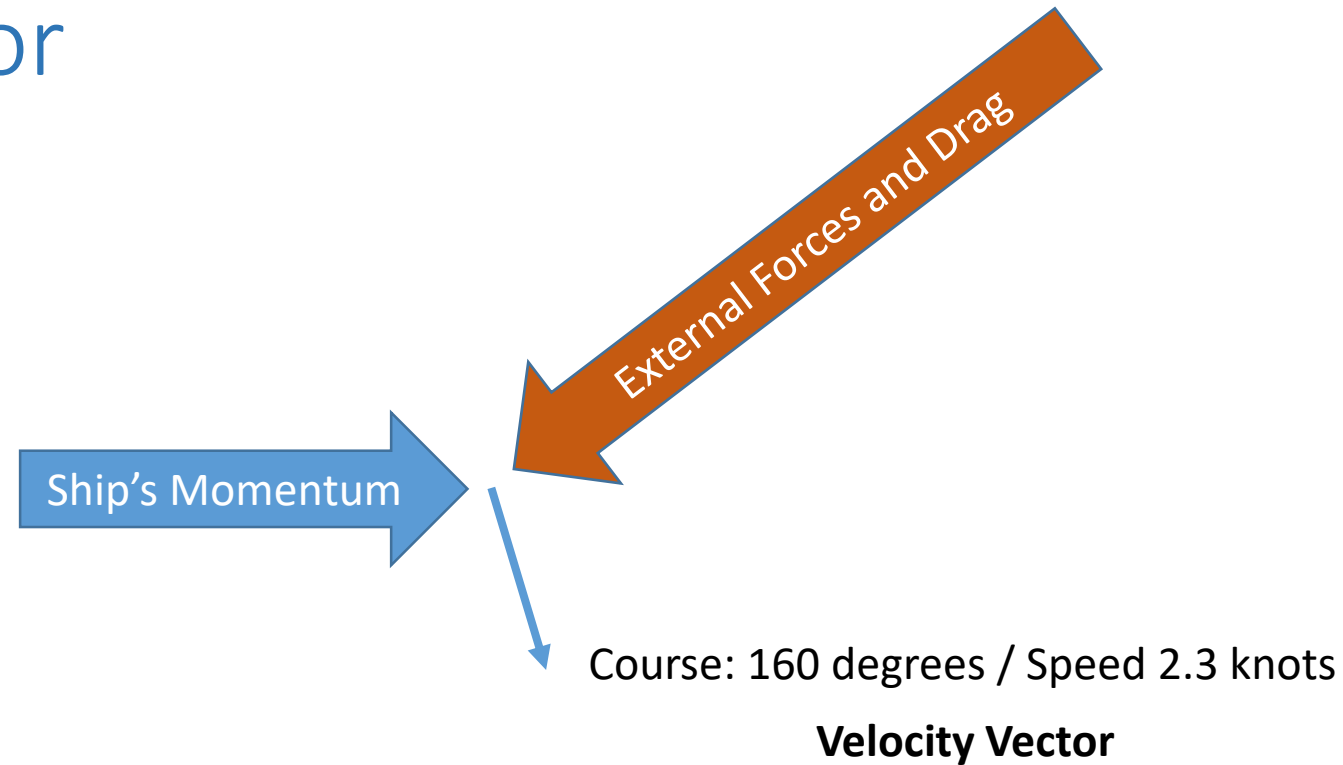 or
External Forces and Drag
Ship's Momentum
Course: 160 degrees / Speed 2.3 knots
Velocity Vector